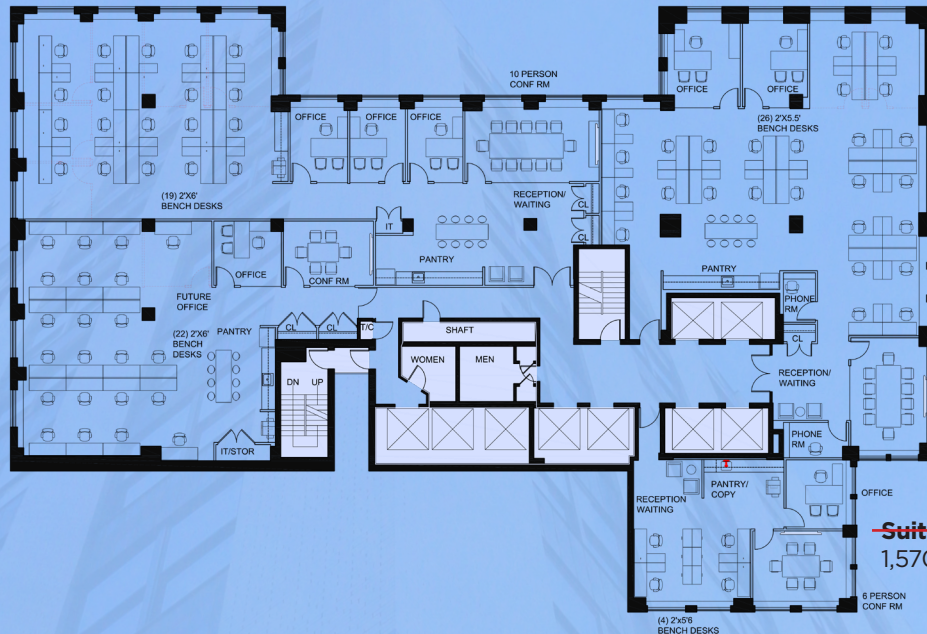 10 PERSON
CONF RM
OFFICE
OFFICE
OFFICE
OFFICE
OFFICE
(26) 2'X5.5'
BENCH DESKS
(19) 2'X6'
BENCH DESKS
RECEPTION/
WAITING
CL
CL
IT
PANTRY
CL
PANTRY
OFFICE
CONF RM
FUTURE
OFFICE
PHONE
RM
(22) 2'X6'
BENCH
DESKS
PANTRY
CL
CL
T/C
SHAFT
CL
WOMEN
MEN
RECEPTION/
WAITING
DN
UP
IT/STOR
PHONE
RM
RECEPTION
WAITING
PANTRY/
COPY
OFFICE
Suit
1,570
6 PERSON
CONF RM
(4) 2'x5'6
BENCH DESKS